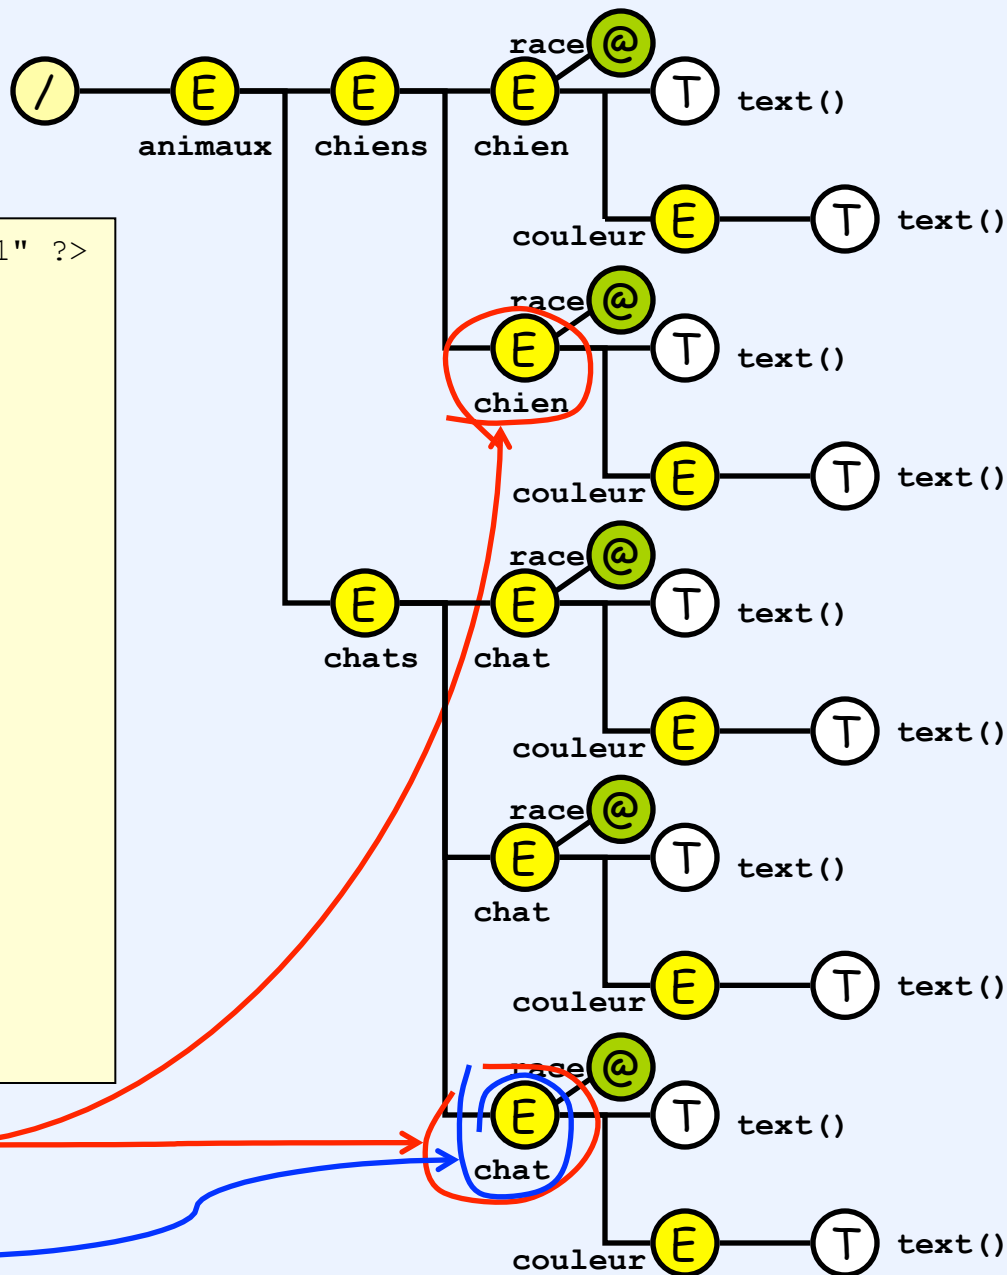 race @
/ E E E T text()
animaux chiens chien
E T text()
couleur
1" ?>
race @
E T text()
chien
E T text()
couleur
race @
E E T text()
chats chat
E T text()
couleur
race @
E T text()
chat
E T text()
couleur
race @
E T text()
chat
E T text()
couleur